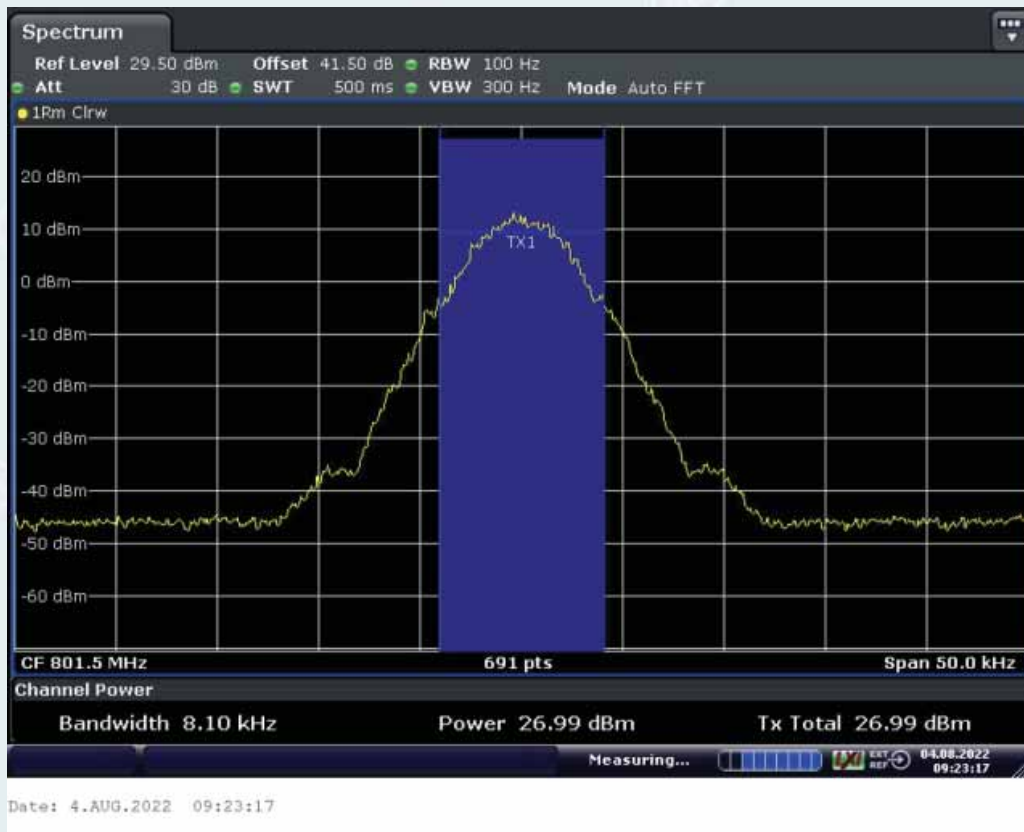 Spectrum
Ref Level 29.50 dBm Offset 41.50 dB RBW 100 Hz
Att 30 dB SWT 500 ms VBW 300 Hz Mode Auto FFT
1Rm Clrw
20 dBm
10 dBm
TX1
0 dBm
-10 dBm
-20 dBm
-30 dBm
-40 dBm
-50 dBm
-60 dBm
CF 801.5 MHz 691 pts Span 50.0 kHz
Channel Power
Bandwidth 8.10 kHz Power 26.99 dBm Tx Total 26.99 dBm
Measuring... LXI EXT REF 04.08.2022
09:23:17
Date: 4.AUG.2022 09:23:17